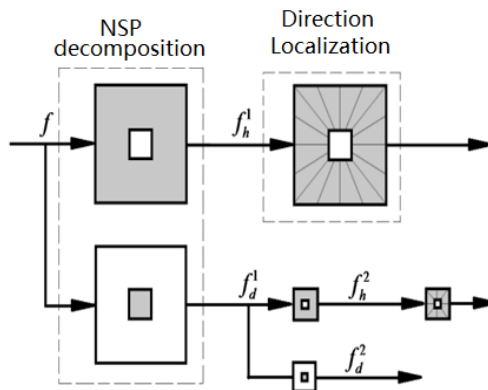 NSP
decomposition
Direction
Localization
f
f_h^1
f_d^1
f_h^2
f_d^2